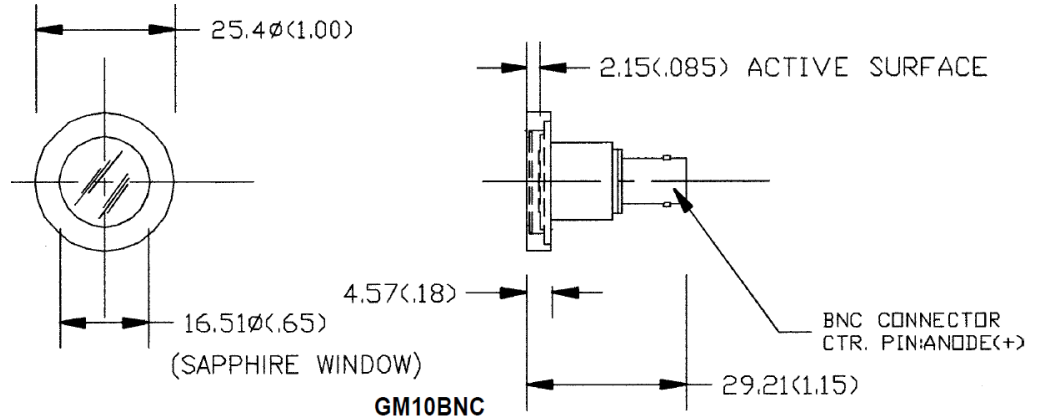 25.4ø(1.00)
2.15(.085) ACTIVE SURFACE
4.57(.18)
16.51ø(.65)
(SAPPHIRE WINDOW)
BNC CONNECTOR
CTR. PIN:ANODE(+)
29.21(1.15)
GM10BNC